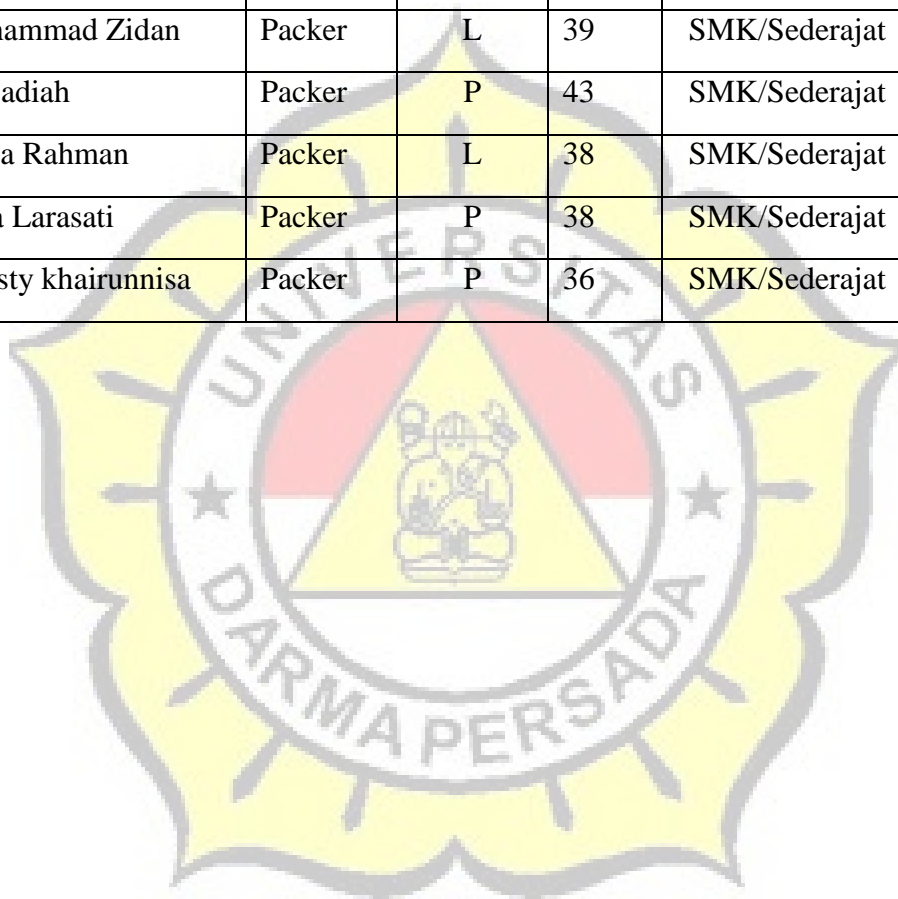 ammad Zidan Packer L 39 SMK/Sederajat
adiah Packer P 43 SMK/Sederajat
a Rahman Packer L 38 SMK/Sederajat
Larasati Packer P 38 SMK/Sederajat
sty khairunnisa Packer P 36 SMK/Sederajat
UNIVERSITAS
DARMA PERSADA